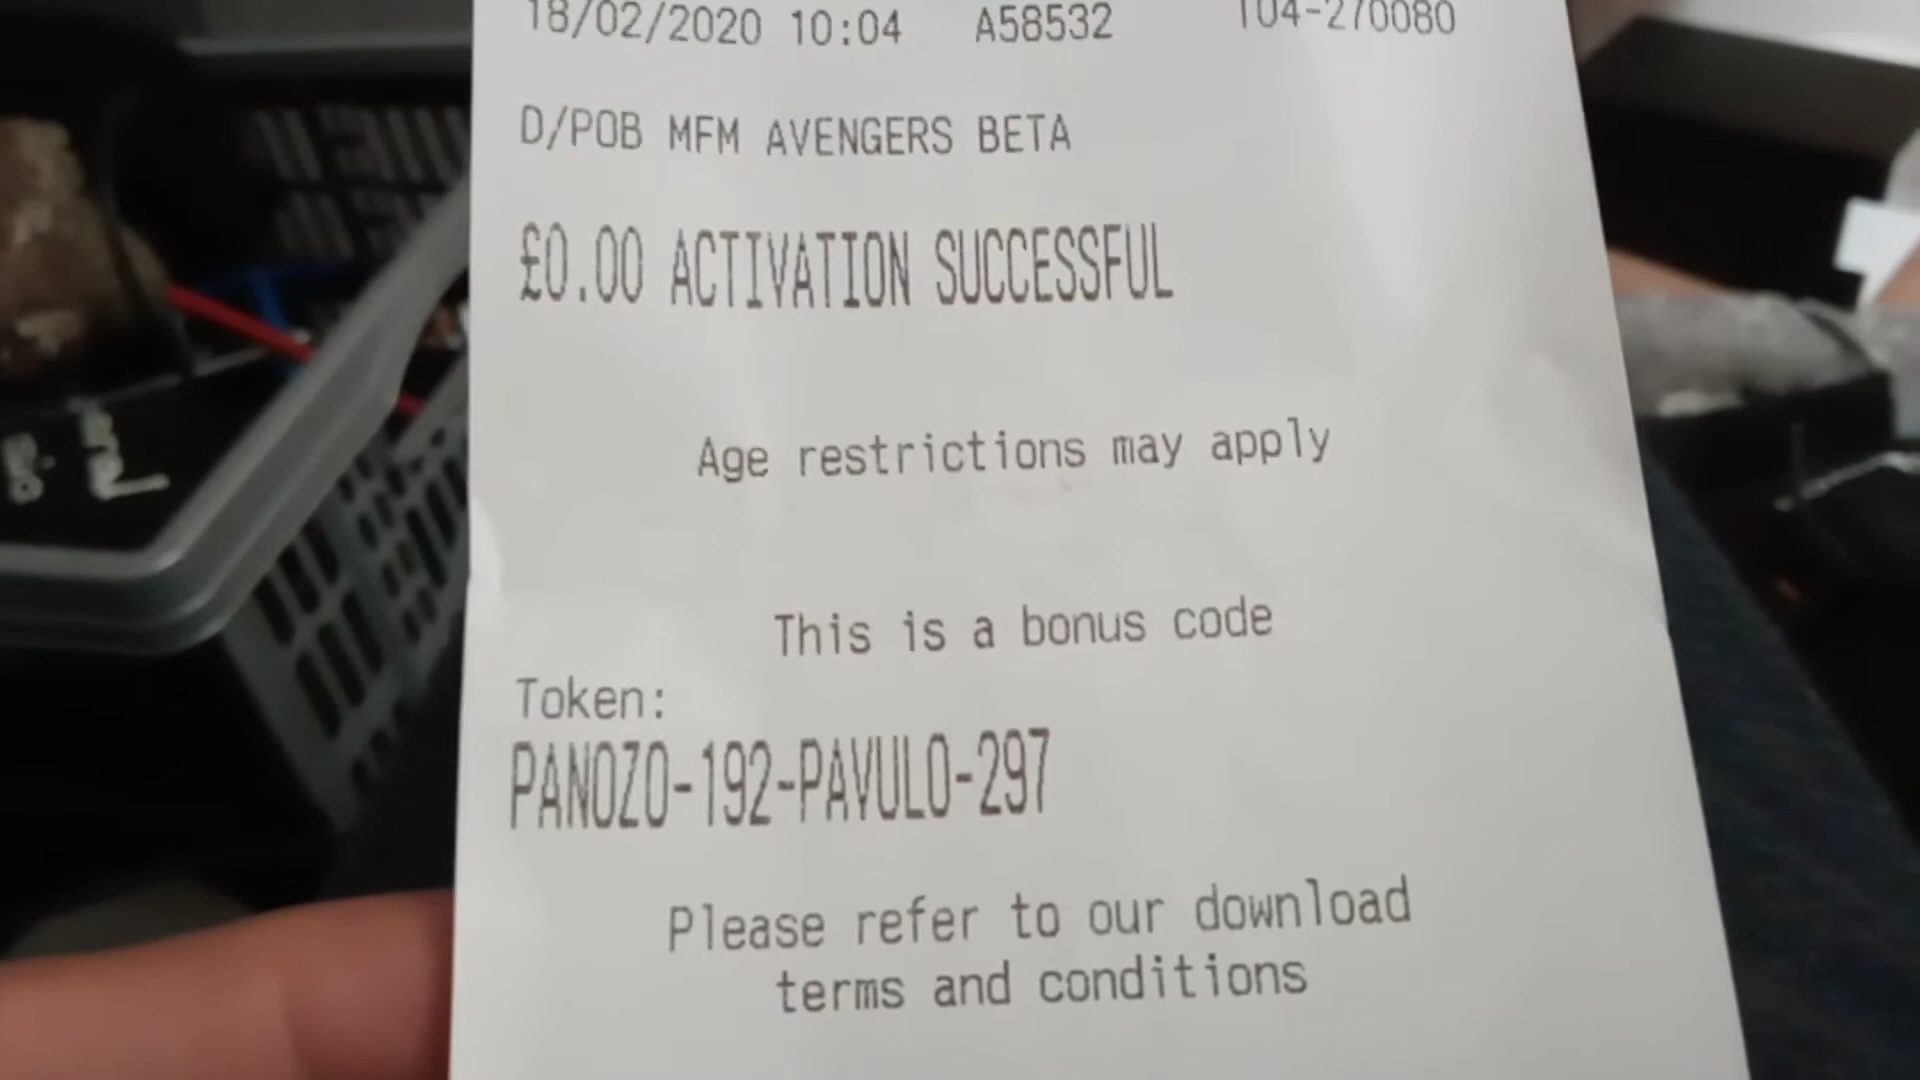 18/02/2020 10:04 A58532 T04-270080
D/POB MFM AVENGERS BETA
£0.00 ACTIVATION SUCCESSFUL
Age restrictions may apply
This is a bonus code
Token:
PANOZO-192-PAVULO-297
Please refer to our download
terms and conditions